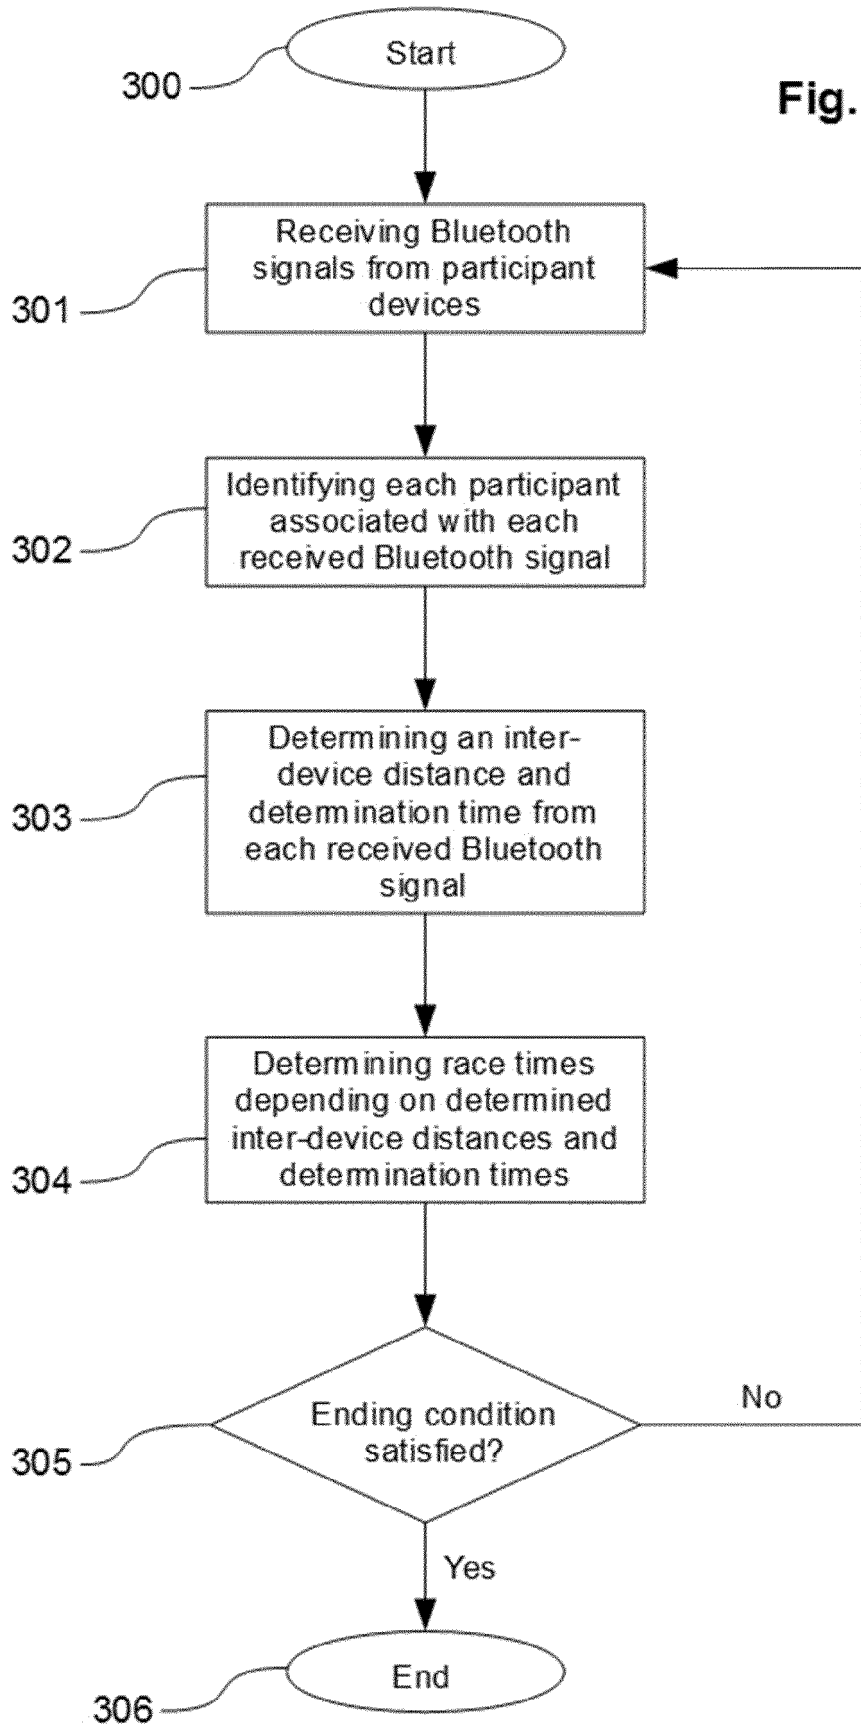 Start
300
Fig.
Receiving Bluetooth
signals from participant
devices
301
Identifying each participant
associated with each
received Bluetooth signal
302
Determining an inter-
device distance and
determination time from
each received Bluetooth
signal
303
Determining race times
depending on determined
inter-device distances and
determination times
304
Ending condition
satisfied?
305
No
Yes
End
306